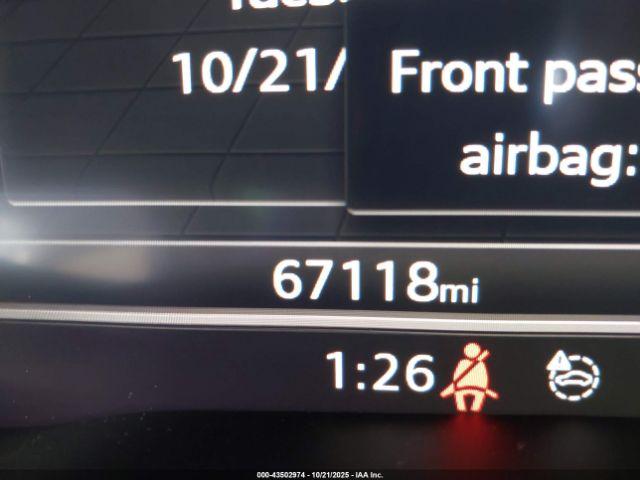 10/21/
Front pass
airbag:
67118mi
1:26
000-43502974 - 10/21/2025 - IAA Inc.